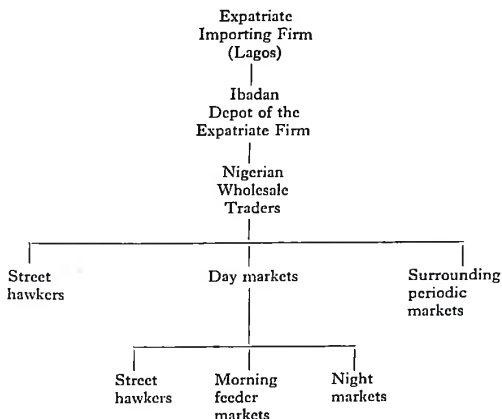 Expatriate
Importing Firm
(Lagos)
Ibadan
Depot of the
Expatriate Firm
Nigerian
Wholesale
Traders
Street
hawkers
Day markets
Surrounding
periodic
markets
Street
hawkers
Morning
feeder
markets
Night
markets